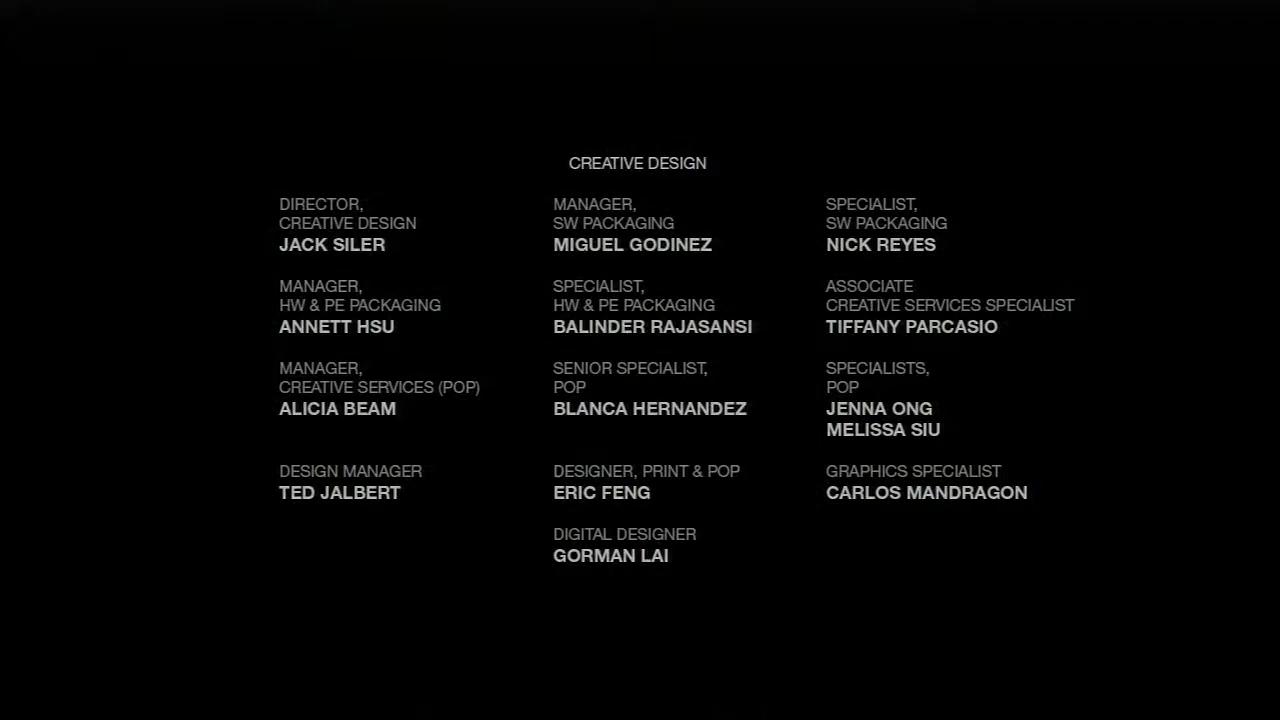 CREATIVE DESIGN
DIRECTOR,
CREATIVE DESIGN
JACK SILER
MANAGER,
SW PACKAGING
MIGUEL GODINEZ
SPECIALIST,
SW PACKAGING
NICK REYES
MANAGER,
HW & PE PACKAGING
ANNETT HSU
SPECIALIST,
HW & PE PACKAGING
BALINDER RAJASANSI
ASSOCIATE
CREATIVE SERVICES SPECIALIST
TIFFANY PARCASIO
MANAGER,
CREATIVE SERVICES (POP)
ALICIA BEAM
SENIOR SPECIALIST,
POP
BLANCA HERNANDEZ
SPECIALISTS,
POP
JENNA ONG
MELISSA SIU
DESIGN MANAGER
TED JALBERT
DESIGNER, PRINT & POP
ERIC FENG
GRAPHICS SPECIALIST
CARLOS MANDRAGON
DIGITAL DESIGNER
GORMAN LAI